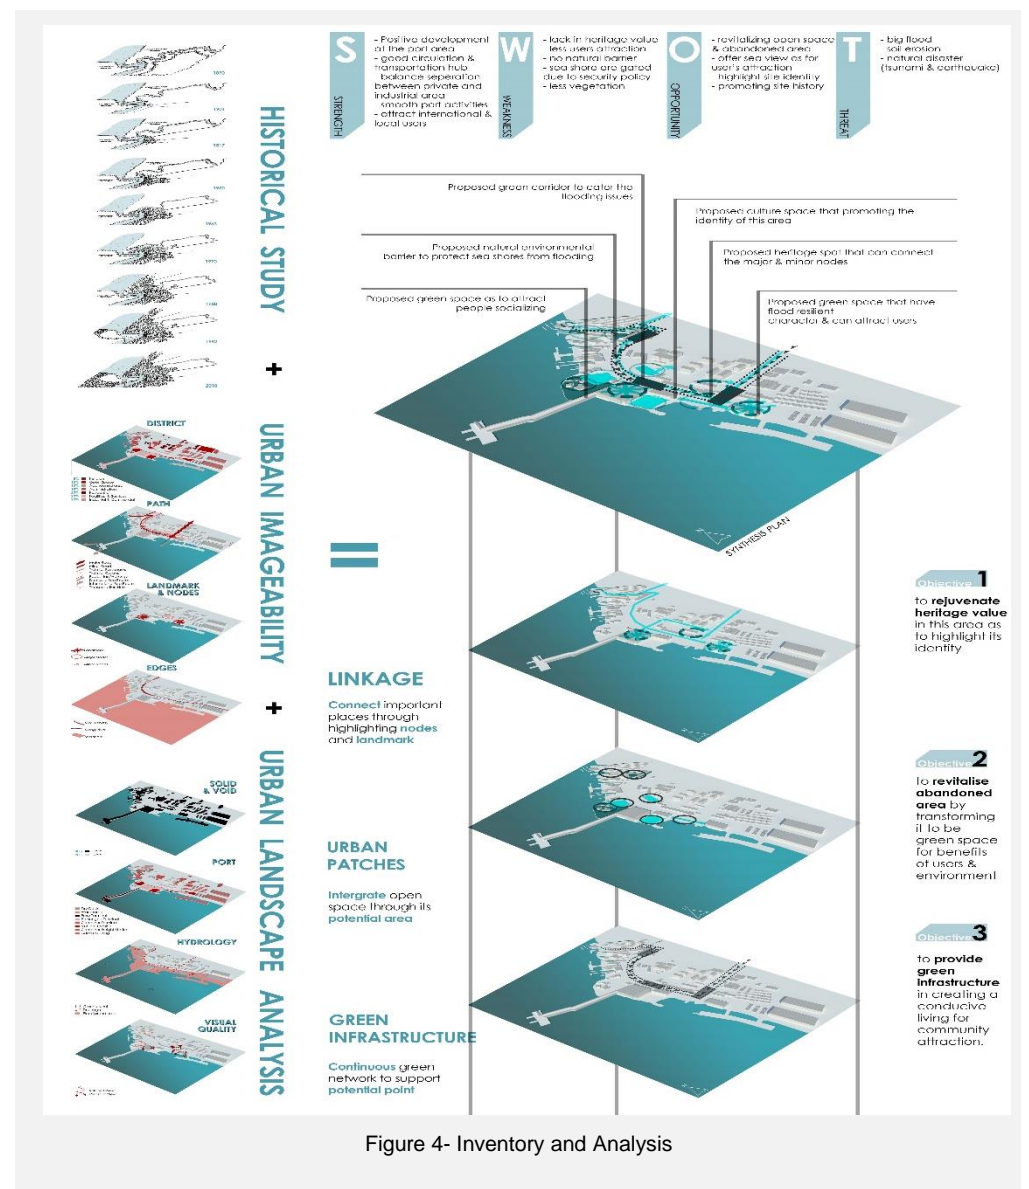 S
STRENGTH
- Positive development
at the port area
- good circulation &
transportation hub
balance seperation
between private and
industrial area
smooth port activities
- attract international &
local users
W
WEAKNESS
- lack in heritage value
less users attraction
- no natural barrier
- sea shore are gated
due to security policy
- less vegetation
O
OPPORTUNITY
- revitalizing open space
& abandoned area
- offer sea view as for
user's attraction
highlight site identity
- promoting site history
T
THREAT
- big flood
soil erosion
- natural disaster
(tsunami & earthquake)
HISTORICAL STUDY
+
URBAN IMAGEABILITY
+
URBAN LANDSCAPE ANALYSIS
DISTRICT
PATH
LANDMARK
& NODES
EDGES
SOLID
& VOID
PORT
HYDROLOGY
VISUAL
QUALITY
Proposed green corridor to cater the
flooding issues
Proposed natural environmental
barrier to protect sea shores from flooding
Proposed green space as to attract
people socializing
Proposed culture space that promoting the
identity of this area
Proposed heritage spot that can connect
the major & minor nodes
Proposed green space that have
flood resilient
character & can attract users
SYNTHESIS PLAN
=
LINKAGE
Connect important
places through
highlighting nodes
and landmark
URBAN
PATCHES
Intergrate open
space through its
potential area
GREEN
INFRASTRUCTURE
Continuous green
network to support
potential point
Objective 1
to rejuvenate
heritage value
in this area as
to highlight its
identity
Objective 2
to revitalise
abandoned
area by
transforming
it to be
green space
for benefits
of users &
environment
Objective 3
to provide
green
infrastructure
in creating a
conducive
living for
community
attraction.
Figure 4- Inventory and Analysis